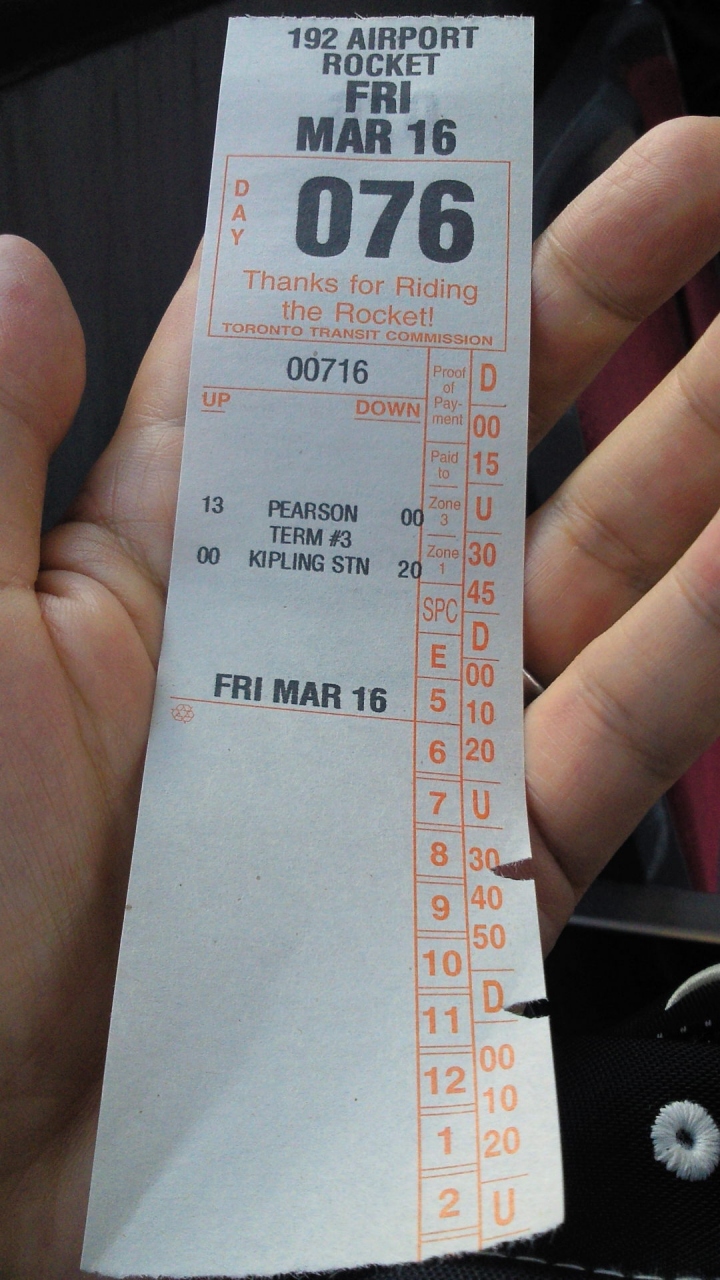 192 AIRPORT
ROCKET
FRI
MAR 16
DAY
076
Thanks for Riding
the Rocket!
TORONTO TRANSIT COMMISSION
00716
UP DOWN
13 PEARSON 00
TERM #3
00 KIPLING STN 20
FRI MAR 16
Proof
of
Pay-
ment
Paid
to
Zone
3
Zone
1
SPC
E
5
6
7
8
9
10
11
12
1
2
D
00
15
U
30
45
D
00
10
20
U
30
40
50
D
00
10
20
U